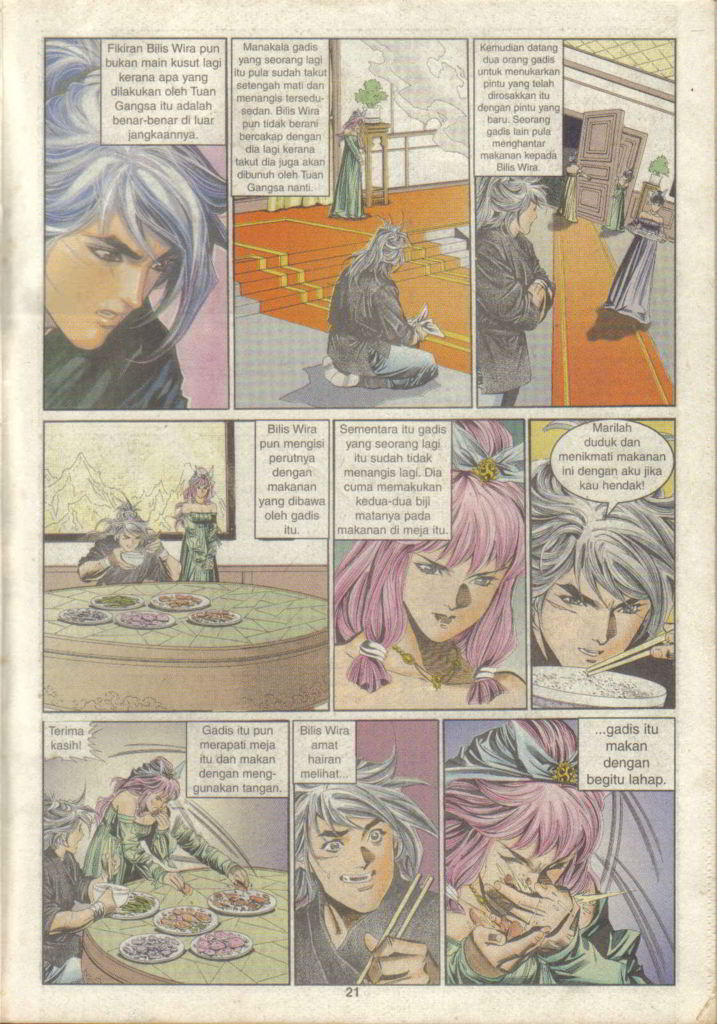 Fikiran Bilis Wira pun
bukan main kusut lagi
kerana apa yang
dilakukan oleh Tuan
Gangsa itu adalah
benar-benar di luar
jangkaannya.
Manakala gadis
yang seorang lagi
itu pula sudah takut
setengah mati dan
menangis tersedu-
sedan. Bilis Wira
pun tidak berani
bercakap dengan
dia lagi kerana
takut dia juga akan
dibunuh oleh Tuan
Gangsa nanti.
Kemudian datang
dua orang gadis
untuk menukarkan
pintu yang telah
dirosakkan itu
dengan pintu yang
baru. Seorang
gadis lain pula
menghantar
makanan kepada
Bilis Wira.
Bilis Wira
pun mengisi
perutnya
dengan
makanan
yang dibawa
oleh gadis
itu.
Sementara itu gadis
yang seorang lagi
itu sudah tidak
menangis lagi. Dia
cuma memakukan
kedua-dua biji
matanya pada
makanan di meja itu.
Marilah
duduk dan
menikmati makanan
ini dengan aku jika
kau hendak!
Terima
kasih!
Gadis itu pun
merapati meja
itu dan makan
dengan meng-
gunakan tangan.
Bilis Wira
amat
hairan
melihat...
...gadis itu
makan
dengan
begitu lahap.
21